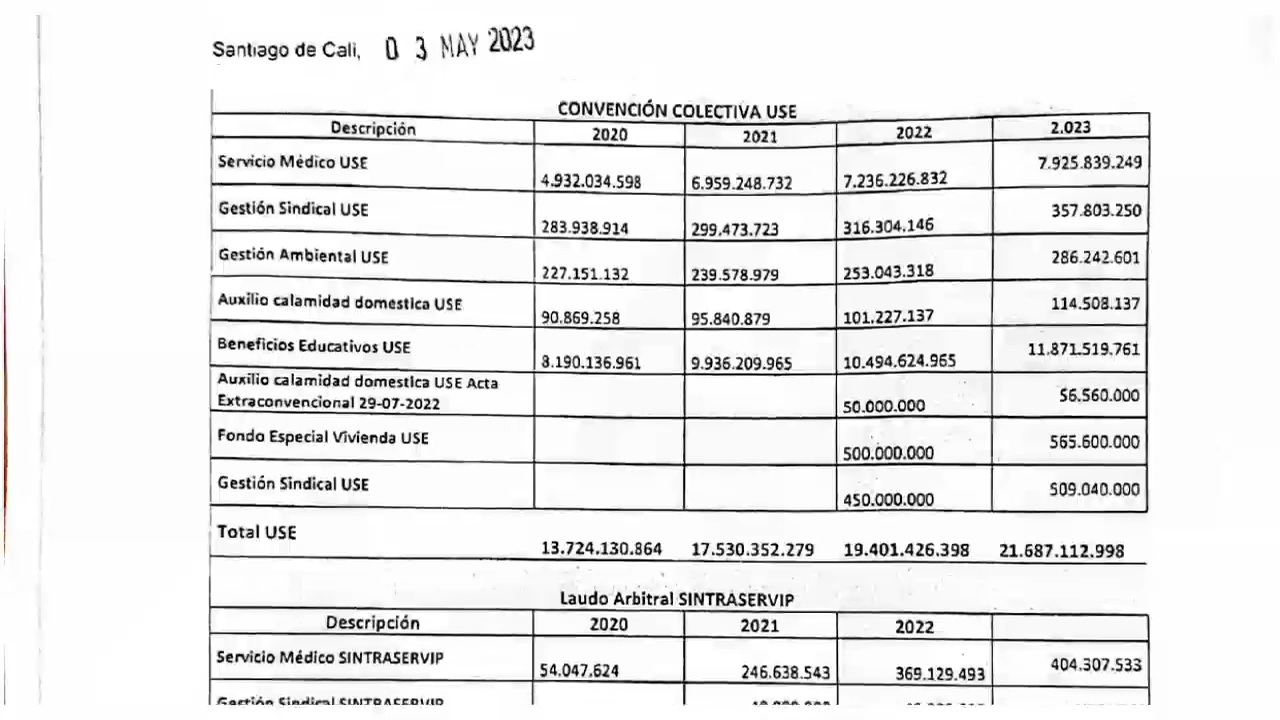 Santiago de Cali, 03 MAY 2023
CONVENCIÓN COLECTIVA USE
Descripción 2020 2021 2022 2.023
Servicio Médico USE 4.932.034.598 6.959.248.732 7.236.226.832 7.925.839.249
Gestión Sindical USE 283.938.914 299.473.723 316.304.146 357.803.250
Gestión Ambiental USE 227.151.132 239.578.979 253.043.318 286.242.601
Auxilio calamidad domestica USE 90.869.258 95.840.879 101.227.137 114.508.137
Beneficios Educativos USE 8.190.136.961 9.936.209.965 10.494.624.965 11.871.519.761
Auxilio calamidad domestica USE Acta
Extraconvencional 29-07-2022 50.000.000 56.560.000
Fondo Especial Vivienda USE 500.000.000 565.600.000
Gestión Sindical USE 450.000.000 509.040.000
Total USE 13.724.130.864 17.530.352.279 19.401.426.398 21.687.112.998
Laudo Arbitral SINTRASERVIP
Descripción 2020 2021 2022
Servicio Médico SINTRASERVIP 54.047.624 246.638.543 369.129.493 404.307.533
Gestión Sindical SINTRASERVIP